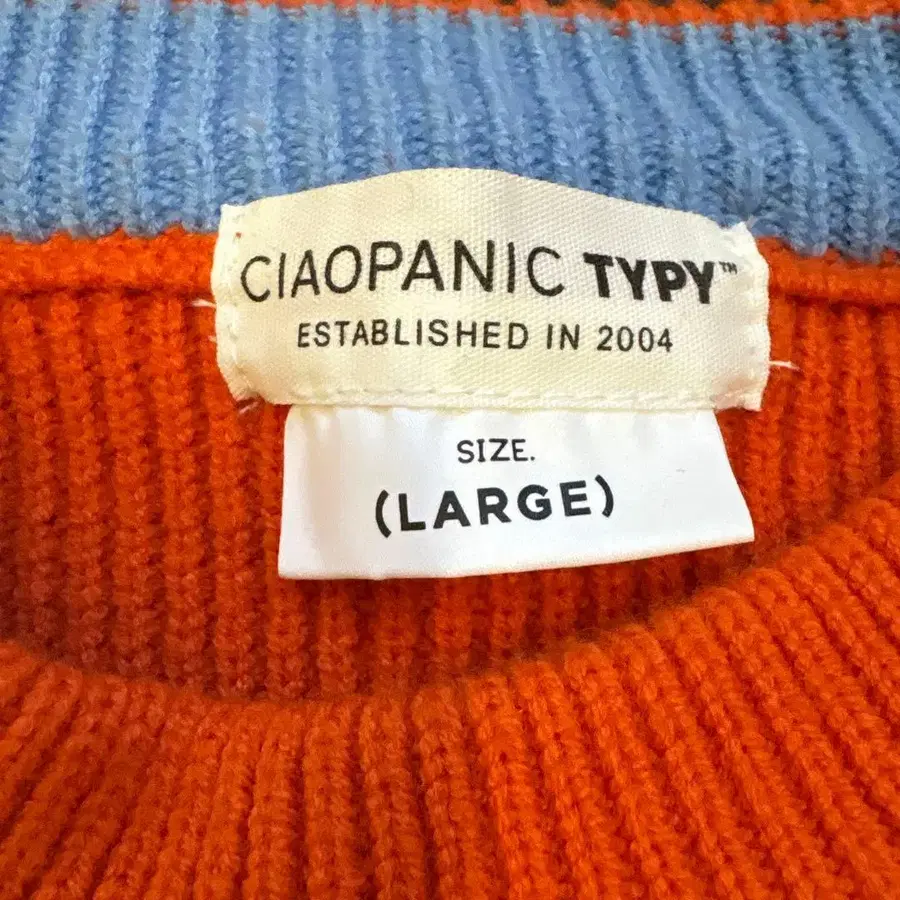 CIAOPANIC TYPY™
ESTABLISHED IN 2004
SIZE.
(LARGE)